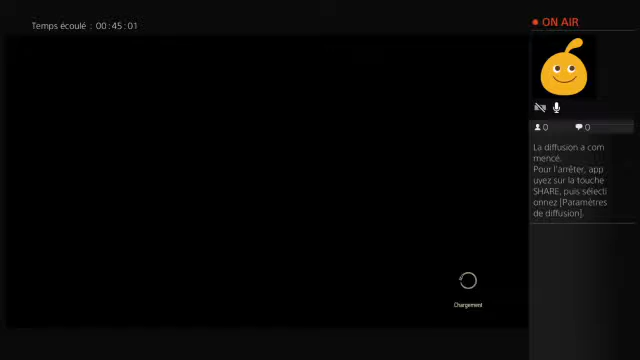 Temps écoulé : 00:45:01
ON AIR
0 0
La diffusion a com
mencé.
Pour l'arrêter, app
uyez sur la touche
SHARE, puis sélecti
onnez [Paramètres
de diffusion].
Chargement